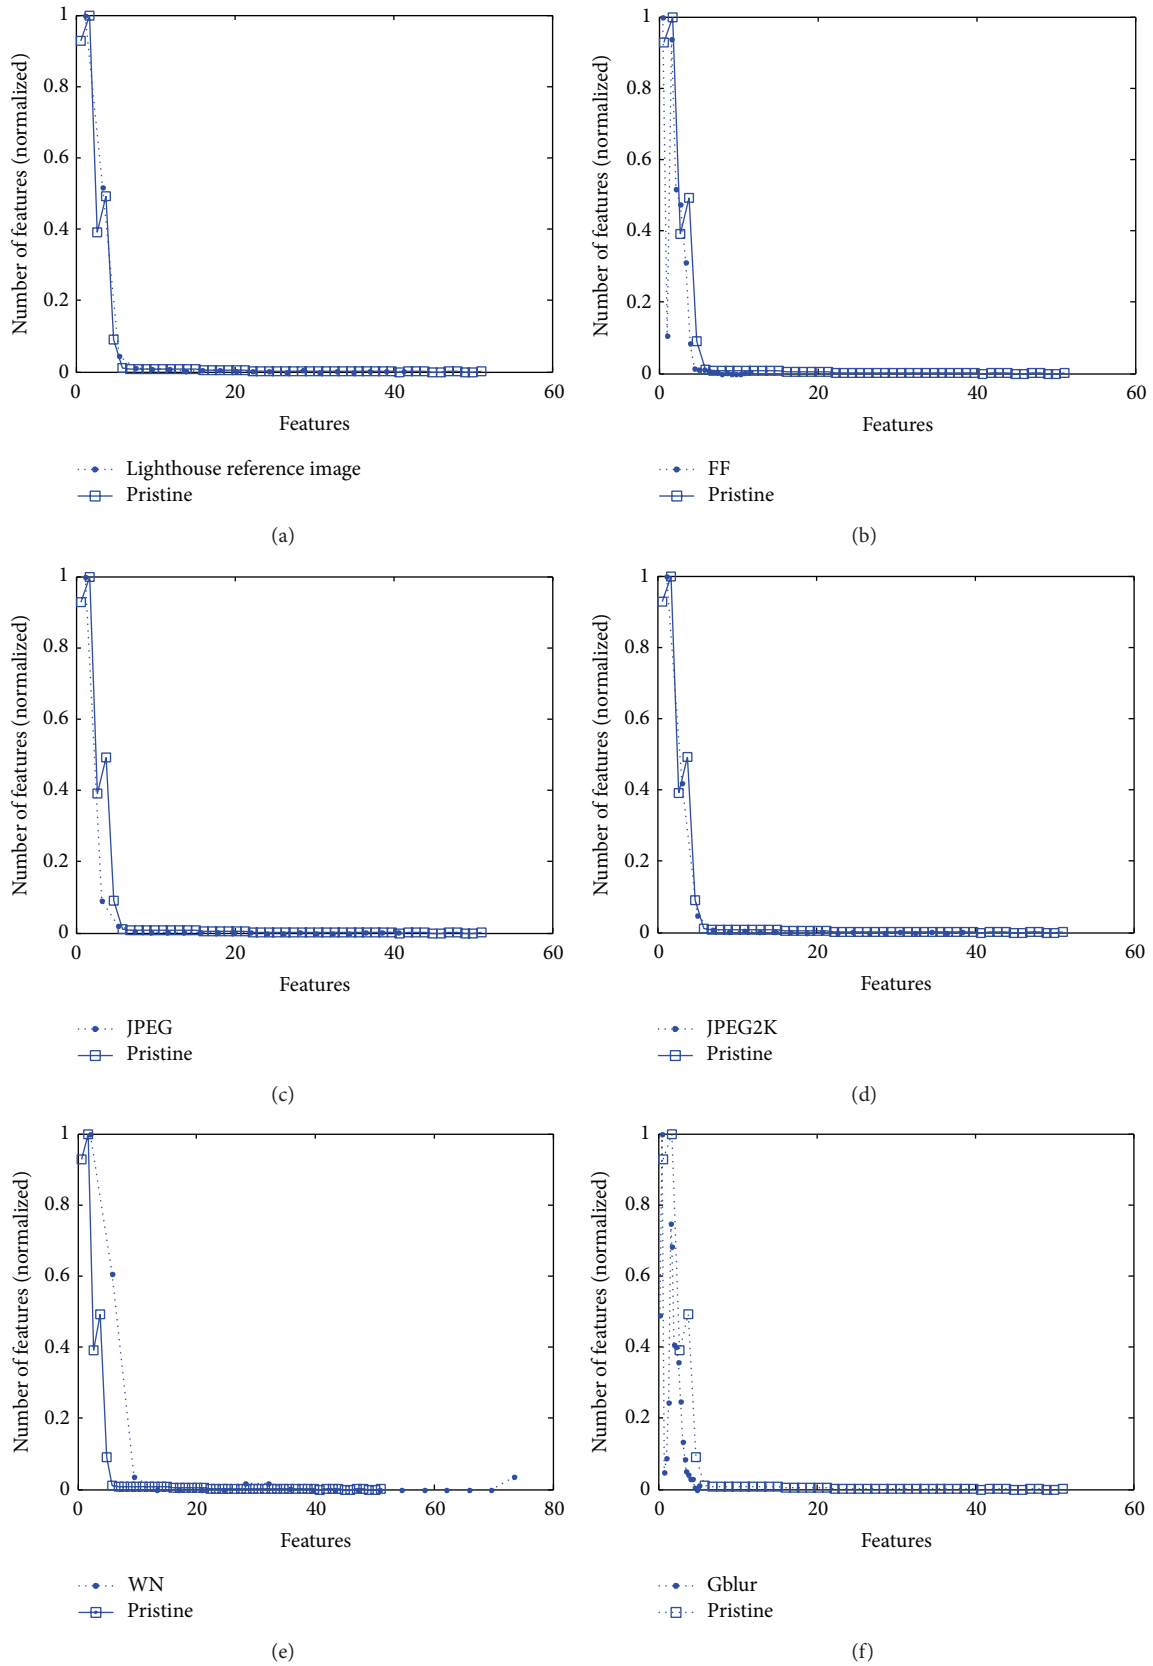 1
0.8
0.6
0.4
0.2
0
0 20 40 60
Number of features (normalized)
Features
Lighthouse reference image
Pristine
(a)
1
0.8
0.6
0.4
0.2
0
0 20 40 60
Number of features (normalized)
Features
FF
Pristine
(b)
1
0.8
0.6
0.4
0.2
0
0 20 40 60
Number of features (normalized)
Features
JPEG
Pristine
(c)
1
0.8
0.6
0.4
0.2
0
0 20 40 60
Number of features (normalized)
Features
JPEG2K
Pristine
(d)
1
0.8
0.6
0.4
0.2
0
0 20 40 60 80
Number of features (normalized)
Features
WN
Pristine
(e)
1
0.8
0.6
0.4
0.2
0
0 20 40 60
Number of features (normalized)
Features
Gblur
Pristine
(f)